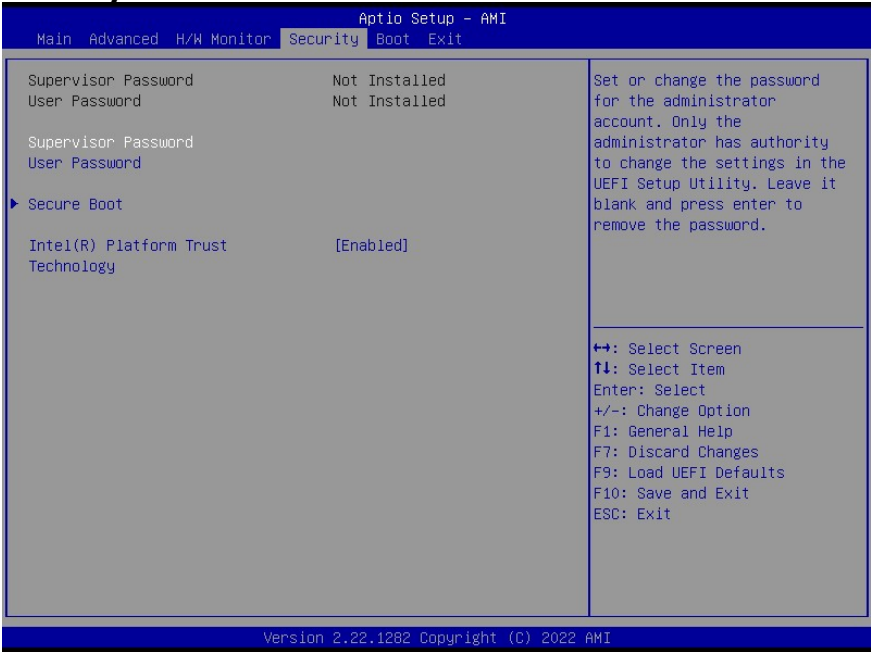 Aptio Setup – AMI
Main Advanced H/W Monitor Security Boot Exit
Supervisor Password Not Installed
User Password Not Installed
Supervisor Password
User Password
▶ Secure Boot
Intel(R) Platform Trust [Enabled]
Technology
Set or change the password
for the administrator
account. Only the
administrator has authority
to change the settings in the
UEFI Setup Utility. Leave it
blank and press enter to
remove the password.
↔: Select Screen
↑↓: Select Item
Enter: Select
+/-: Change Option
F1: General Help
F7: Discard Changes
F9: Load UEFI Defaults
F10: Save and Exit
ESC: Exit
Version 2.22.1282 Copyright (C) 2022 AMI